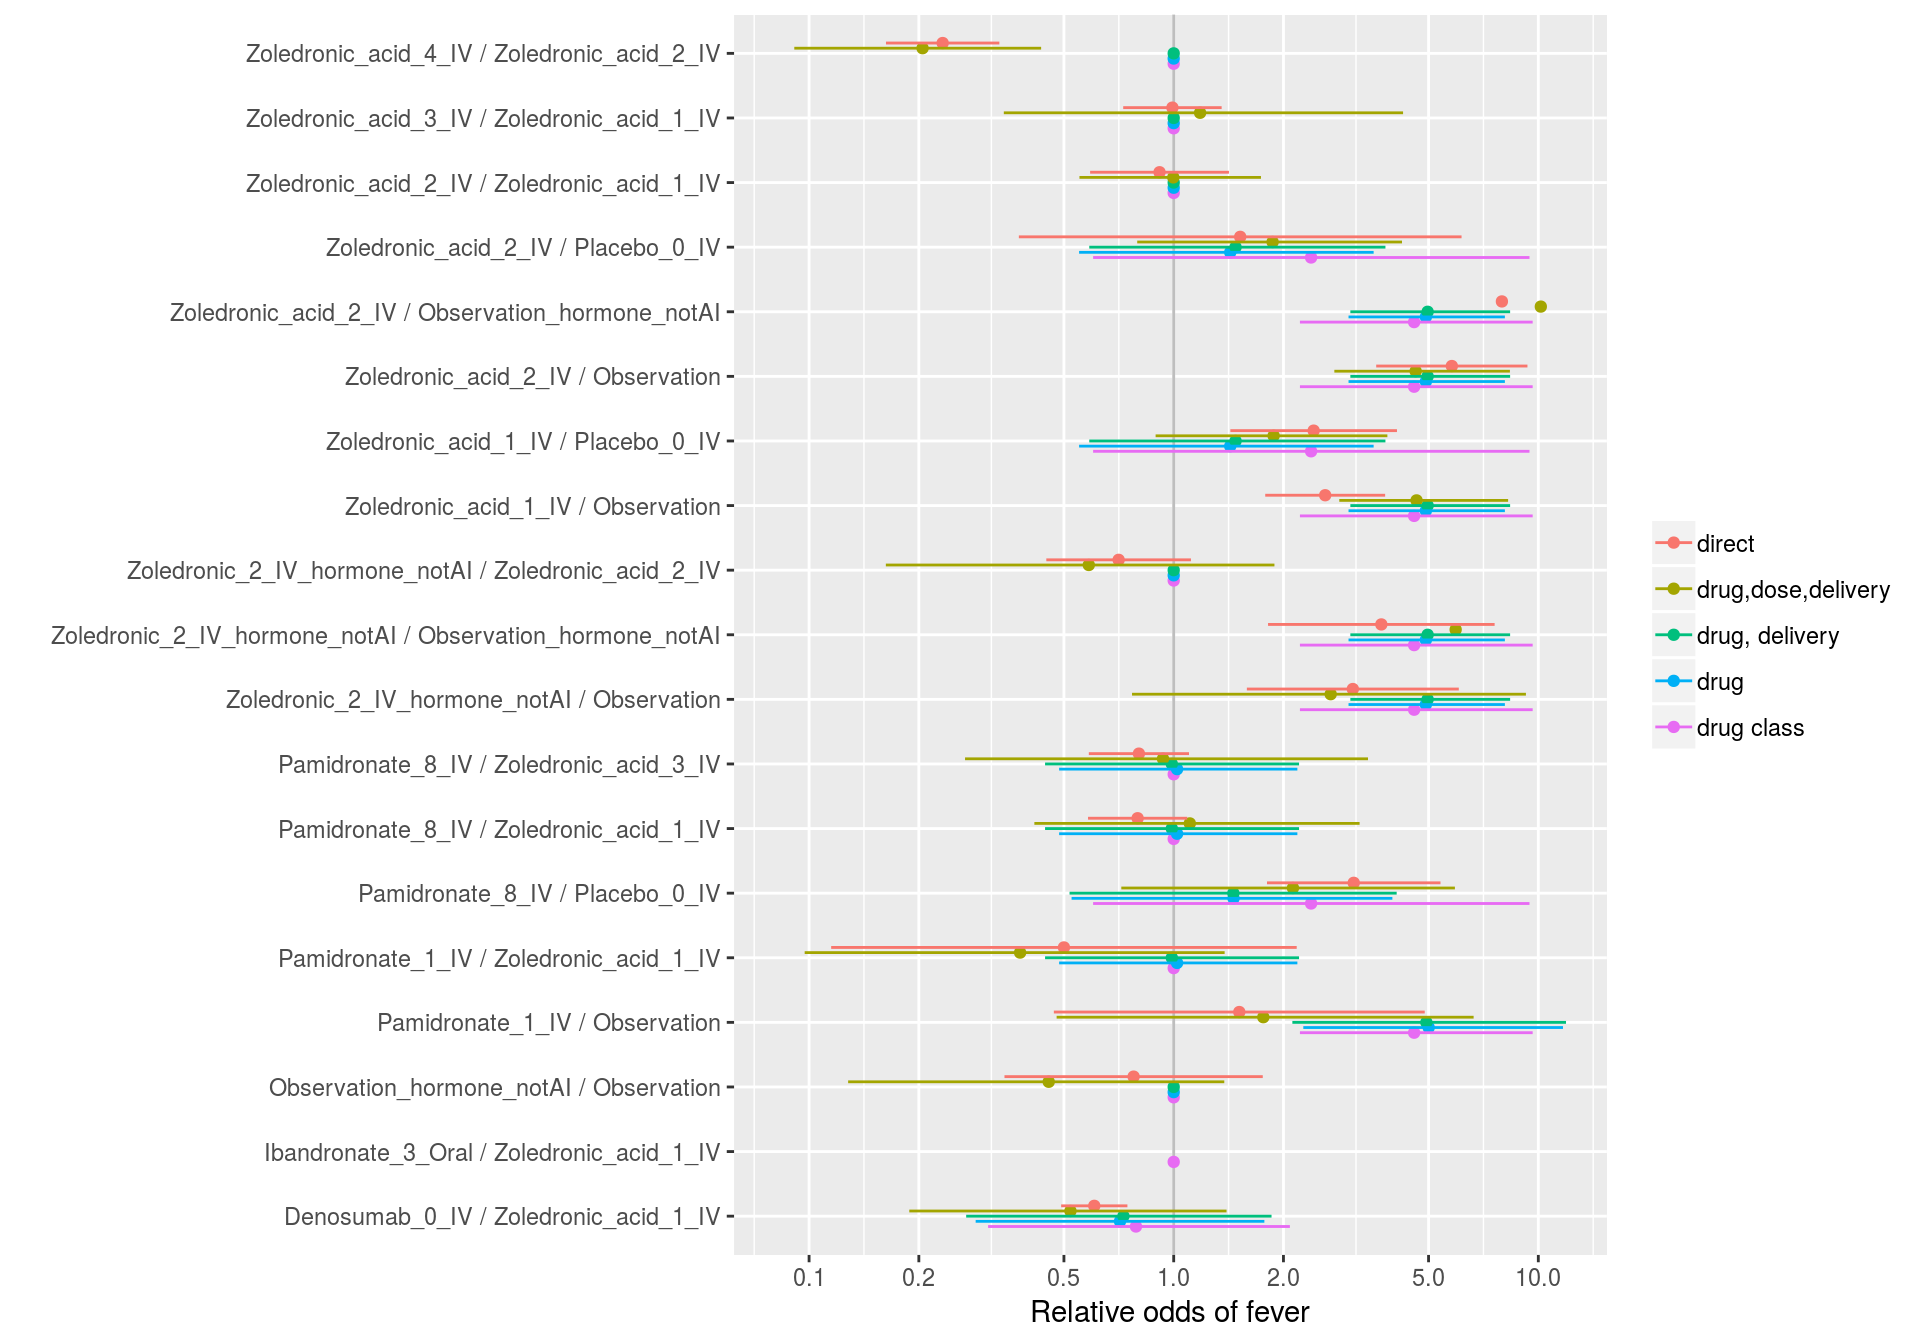 Zoledronic_acid_4_IV / Zoledronic_acid_2_IV
Zoledronic_acid_3_IV / Zoledronic_acid_1_IV
Zoledronic_acid_2_IV / Zoledronic_acid_1_IV
Zoledronic_acid_2_IV / Placebo_0_IV
Zoledronic_acid_2_IV / Observation_hormone_notAI
Zoledronic_acid_2_IV / Observation
Zoledronic_acid_1_IV / Placebo_0_IV
Zoledronic_acid_1_IV / Observation
Zoledronic_2_IV_hormone_notAI / Zoledronic_acid_2_IV
Zoledronic_2_IV_hormone_notAI / Observation_hormone_notAI
Zoledronic_2_IV_hormone_notAI / Observation
Pamidronate_8_IV / Zoledronic_acid_3_IV
Pamidronate_8_IV / Zoledronic_acid_1_IV
Pamidronate_8_IV / Placebo_0_IV
Pamidronate_1_IV / Zoledronic_acid_1_IV
Pamidronate_1_IV / Observation
Observation_hormone_notAI / Observation
Ibandronate_3_Oral / Zoledronic_acid_1_IV
Denosumab_0_IV / Zoledronic_acid_1_IV
0.1 0.2 0.5 1.0 2.0 5.0 10.0
Relative odds of fever
direct
drug,dose,delivery
drug, delivery
drug
drug class